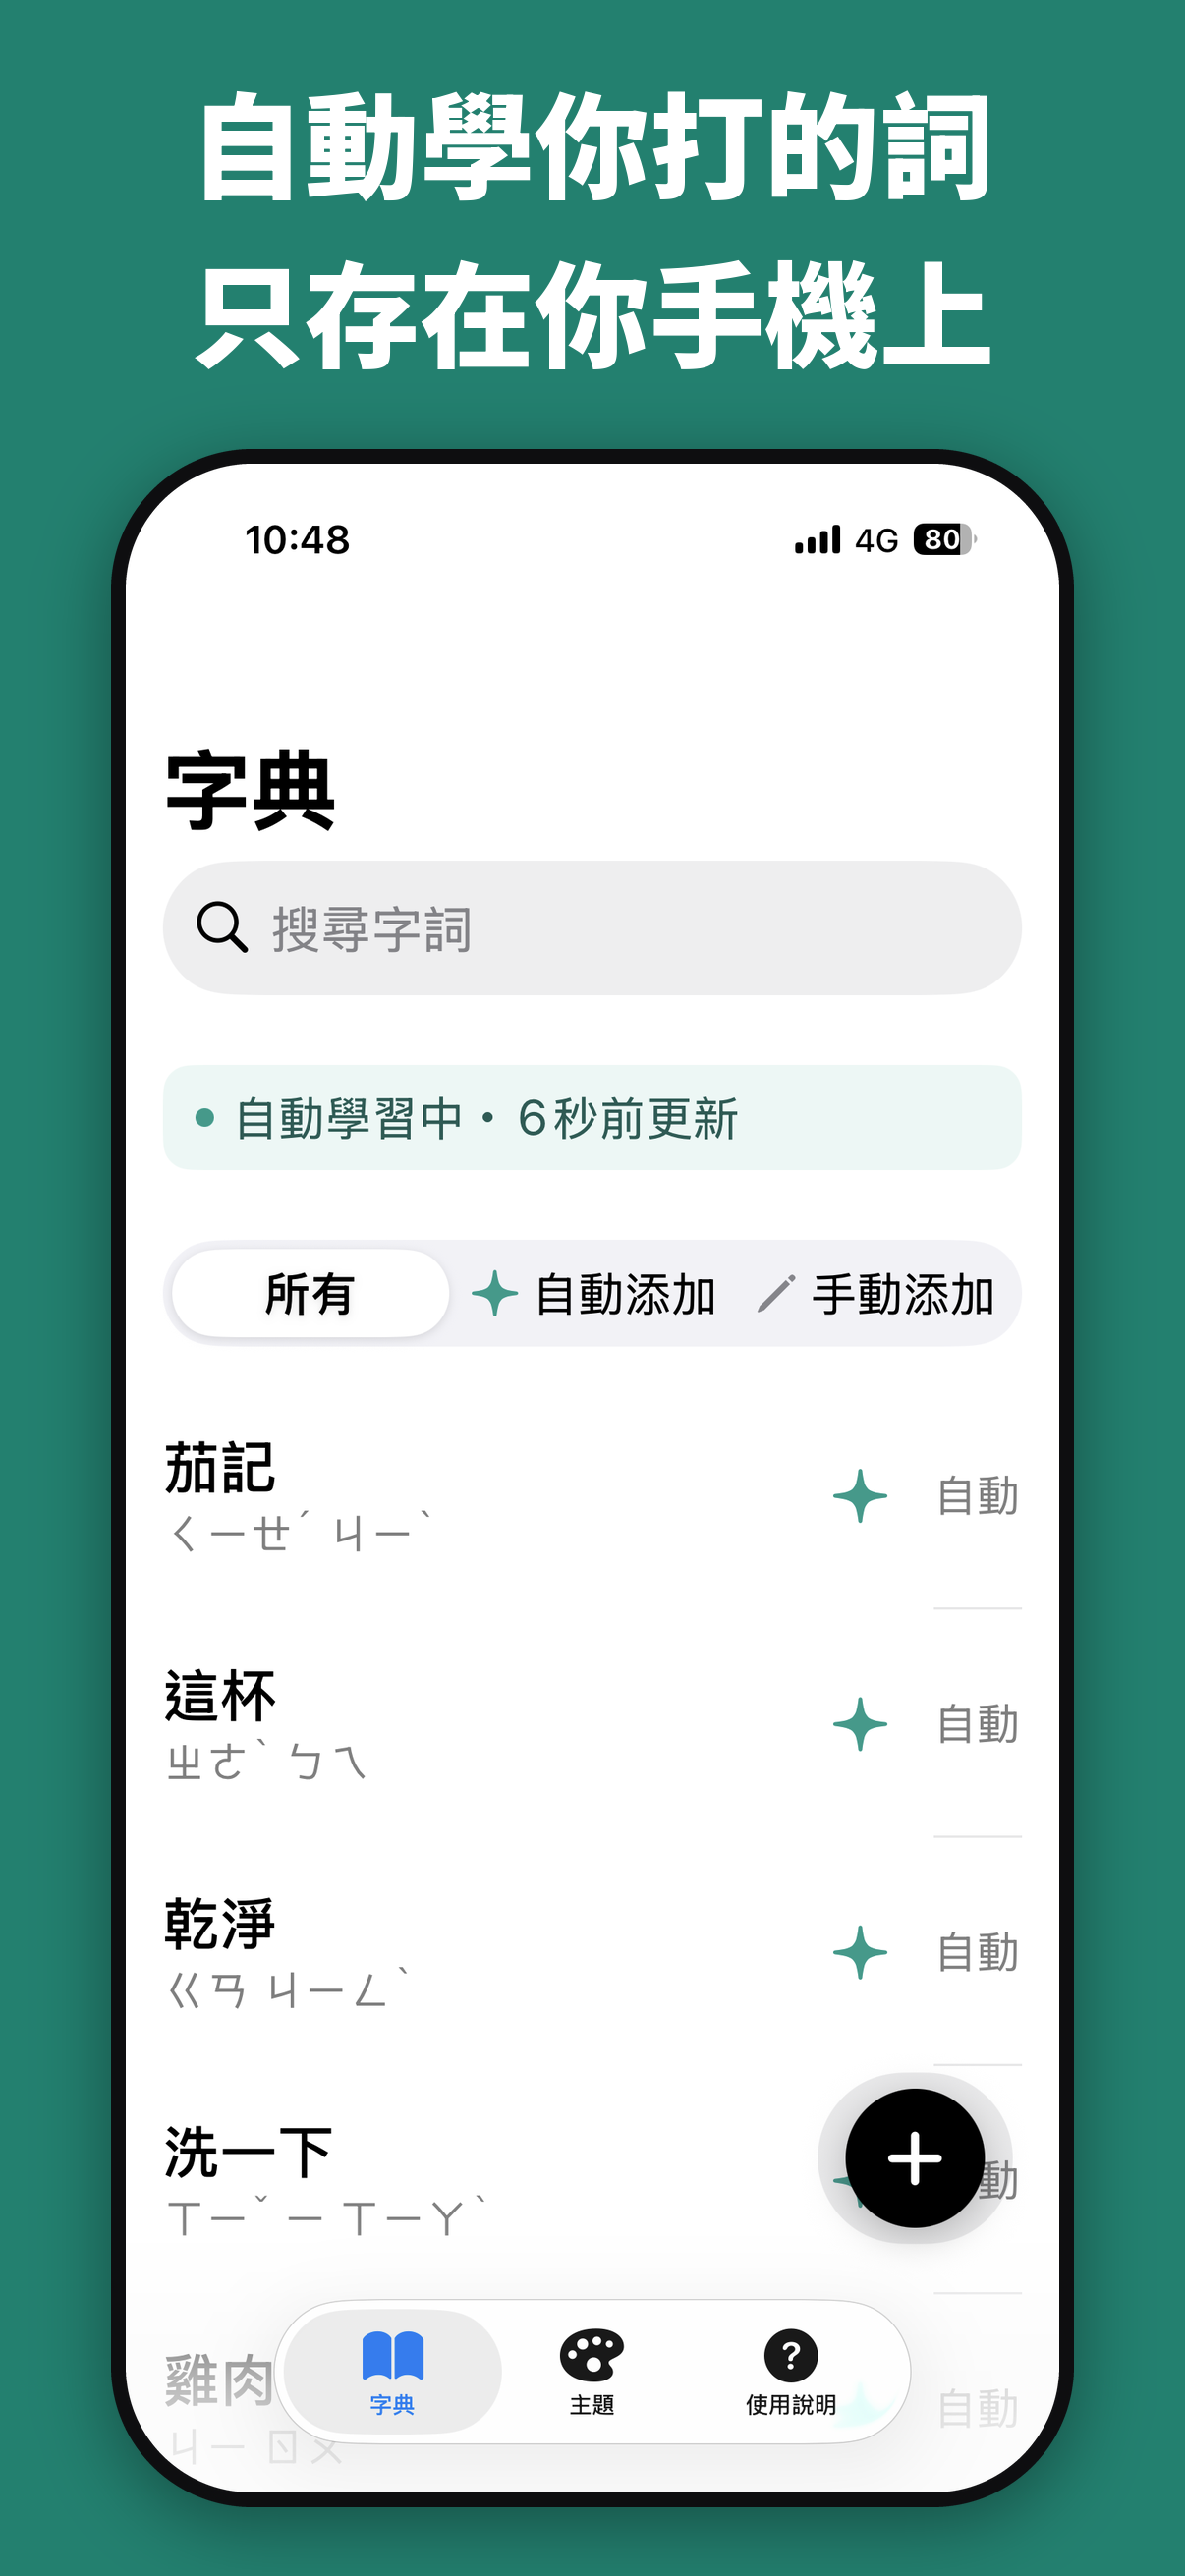 自動學你打的詞
只存在你手機上
10:48 4G 80
字典
搜尋字詞
自動學習中・6秒前更新
所有 自動添加 手動添加
茄記 自動
ㄑㄧㄝˊ ㄐㄧˋ
這杯 自動
ㄓㄜˋ ㄅㄟ
乾淨 自動
ㄍㄢ ㄐㄧㄥˋ
洗一下 動
ㄒㄧˇ ㄧ ㄒㄧㄚˋ
雞肉 自動
ㄐㄧ ㄖㄨ
字典 主題 使用說明